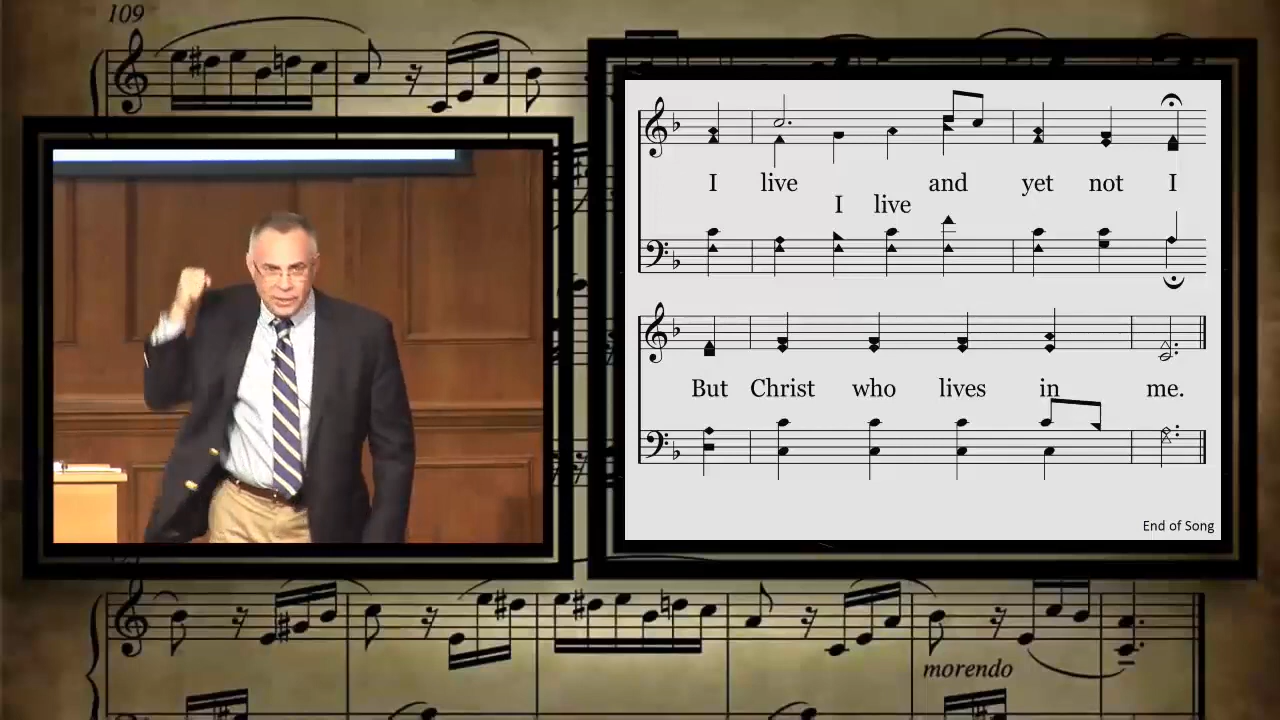 109
I live and yet not I
I live
But Christ who lives in me.
End of Song
morendo